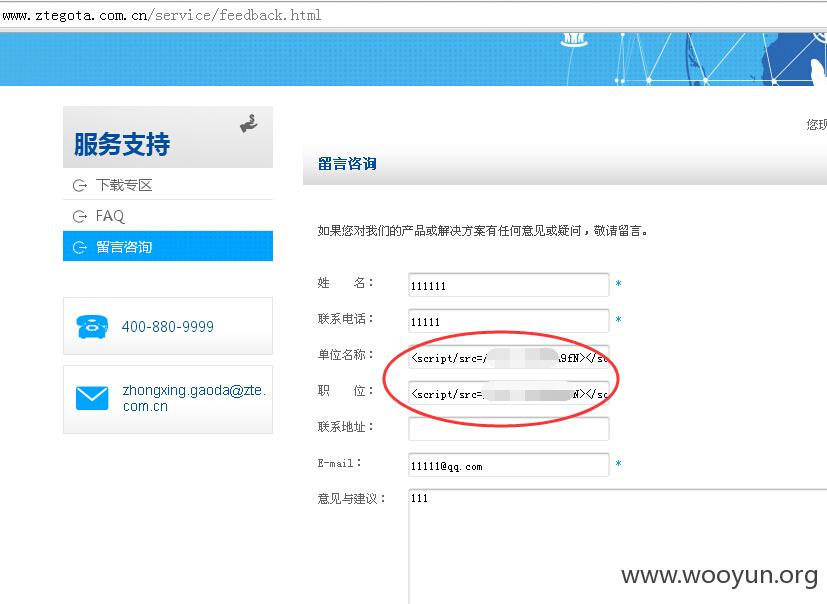 www.ztegota.com.cn/service/feedback.html
服务支持
下载专区
FAQ
留言咨询
400-880-9999
zhongxing.gaoda@zte.
com.cn
您现
留言咨询
如果您对我们的产品或解决方案有任何意见或疑问，敬请留言。
姓 名： 111111 *
联系电话： 11111 *
单位名称： <script/src=/ 9fN></sc
职 位： <script/src= N></sc
联系地址：
E-mail： 11111@qq.com *
意见与建议： 111
www.wooyun.org